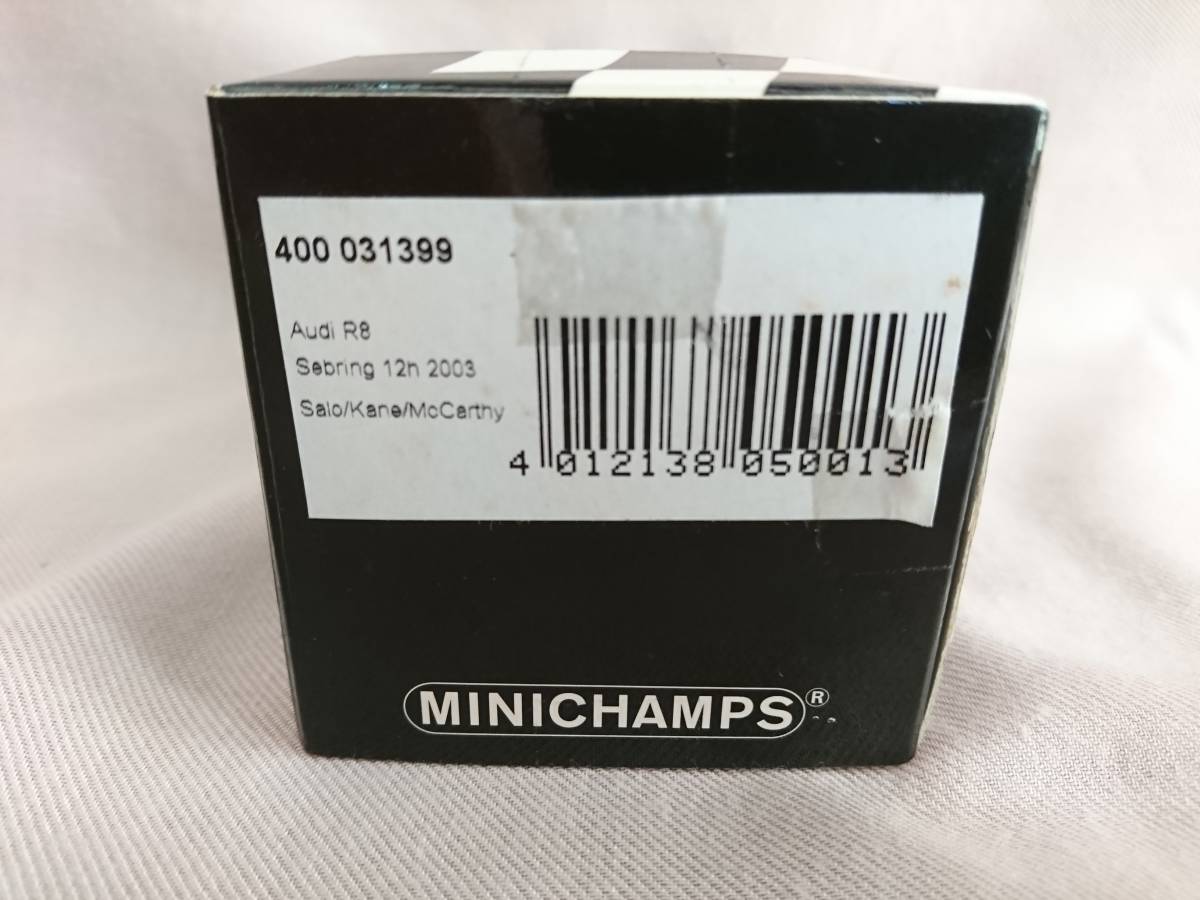 400 031399
Audi R8
Sebring 12h 2003
Salo/Kane/McCarthy
4 012138 050013
MINICHAMPS®